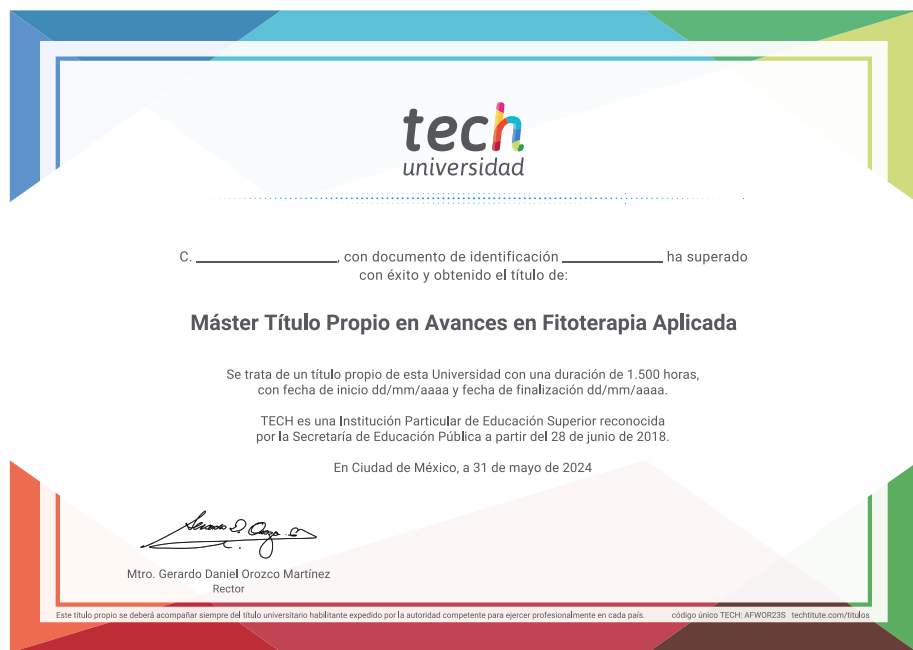 tech
universidad
C. ____________________, con documento de identificación ______________ ha superado
con éxito y obtenido el título de:
Máster Título Propio en Avances en Fitoterapia Aplicada
Se trata de un título propio de esta Universidad con una duración de 1.500 horas,
con fecha de inicio dd/mm/aaaa y fecha de finalización dd/mm/aaaa.
TECH es una Institución Particular de Educación Superior reconocida
por la Secretaría de Educación Pública a partir del 28 de junio de 2018.
En Ciudad de México, a 31 de mayo de 2024
Mtro. Gerardo Daniel Orozco Martínez
Rector
Este título propio se deberá acompañar siempre del título universitario habilitante expedido por la autoridad competente para ejercer profesionalmente en cada país. código único TECH: AFWOR23S techtitute.com/titulos